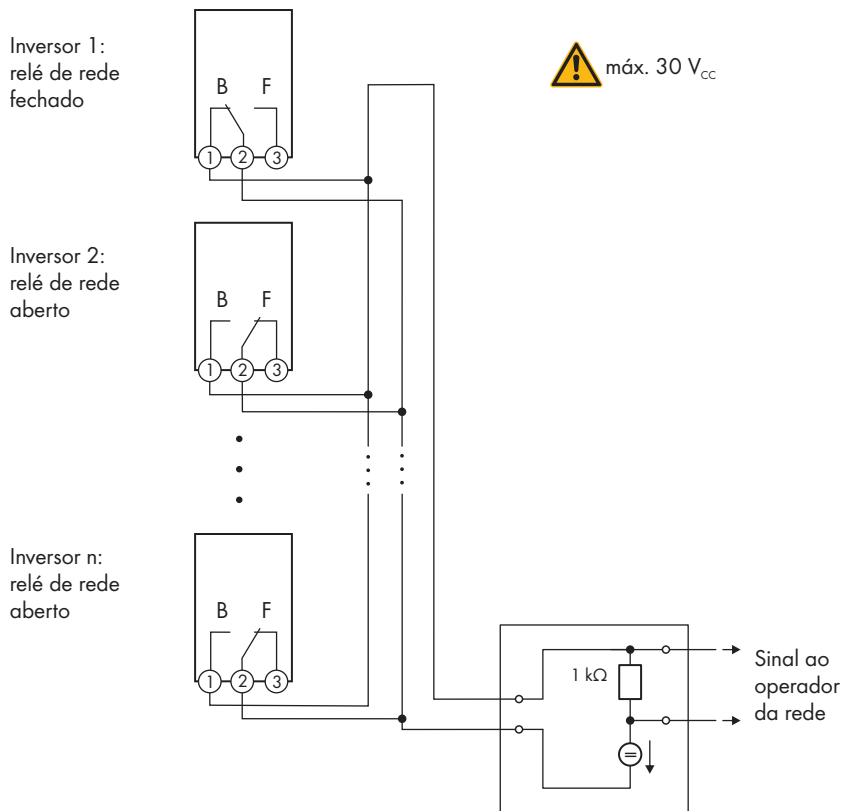 Inversor 1:
relé de rede
fechado
B F
1 2 3
máx. 30 Vcc
Inversor 2:
relé de rede
aberto
B F
1 2 3
Inversor n:
relé de rede
aberto
B F
1 2 3
1 kΩ
Sinal ao
operador
da rede